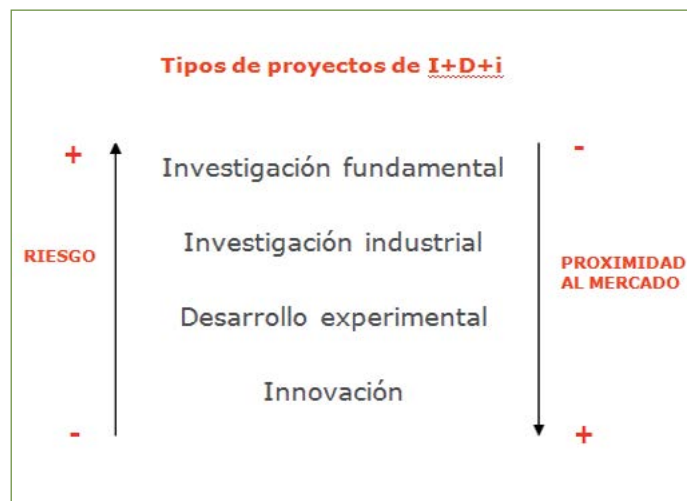 Tipos de proyectos de I+D+i
+
-
Investigación fundamental
Investigación industrial
RIESGO
PROXIMIDAD
AL MERCADO
Desarrollo experimental
Innovación
-
+